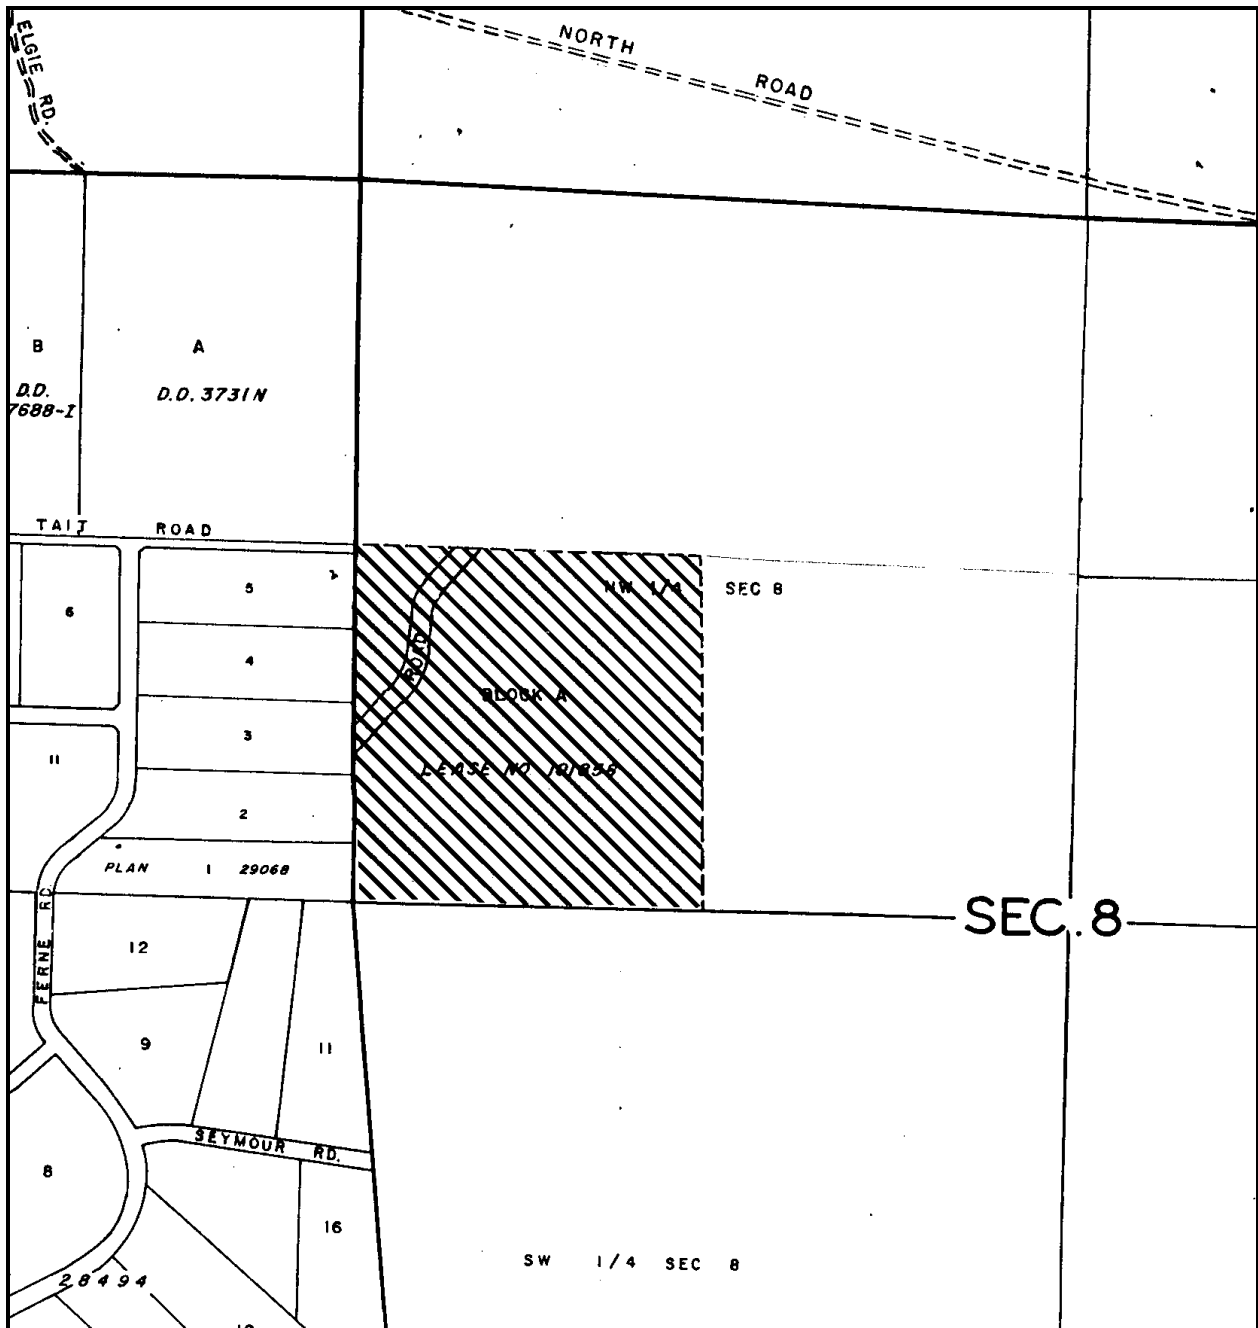 ELGIE RD.
NORTH ROAD
B
A
D.D.
7688-I
D.D. 3731N
TAIT ROAD
5
NW 1/4 SEC 8
6
4
ROAD
BLOCK A
3
11
LEASE NO
2
PLAN 1 29068
SEC. 8
FERNE RD.
12
9
11
SEYMOUR RD.
8
16
SW 1/4 SEC 8
28494